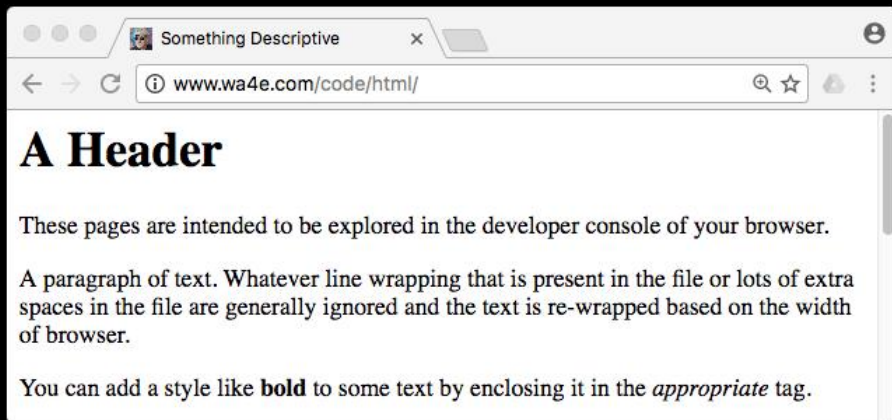 Something Descriptive
www.wa4e.com/code/html/
A Header
These pages are intended to be explored in the developer console of your browser.
A paragraph of text. Whatever line wrapping that is present in the file or lots of extra
spaces in the file are generally ignored and the text is re-wrapped based on the width
of browser.
You can add a style like bold to some text by enclosing it in the appropriate tag.